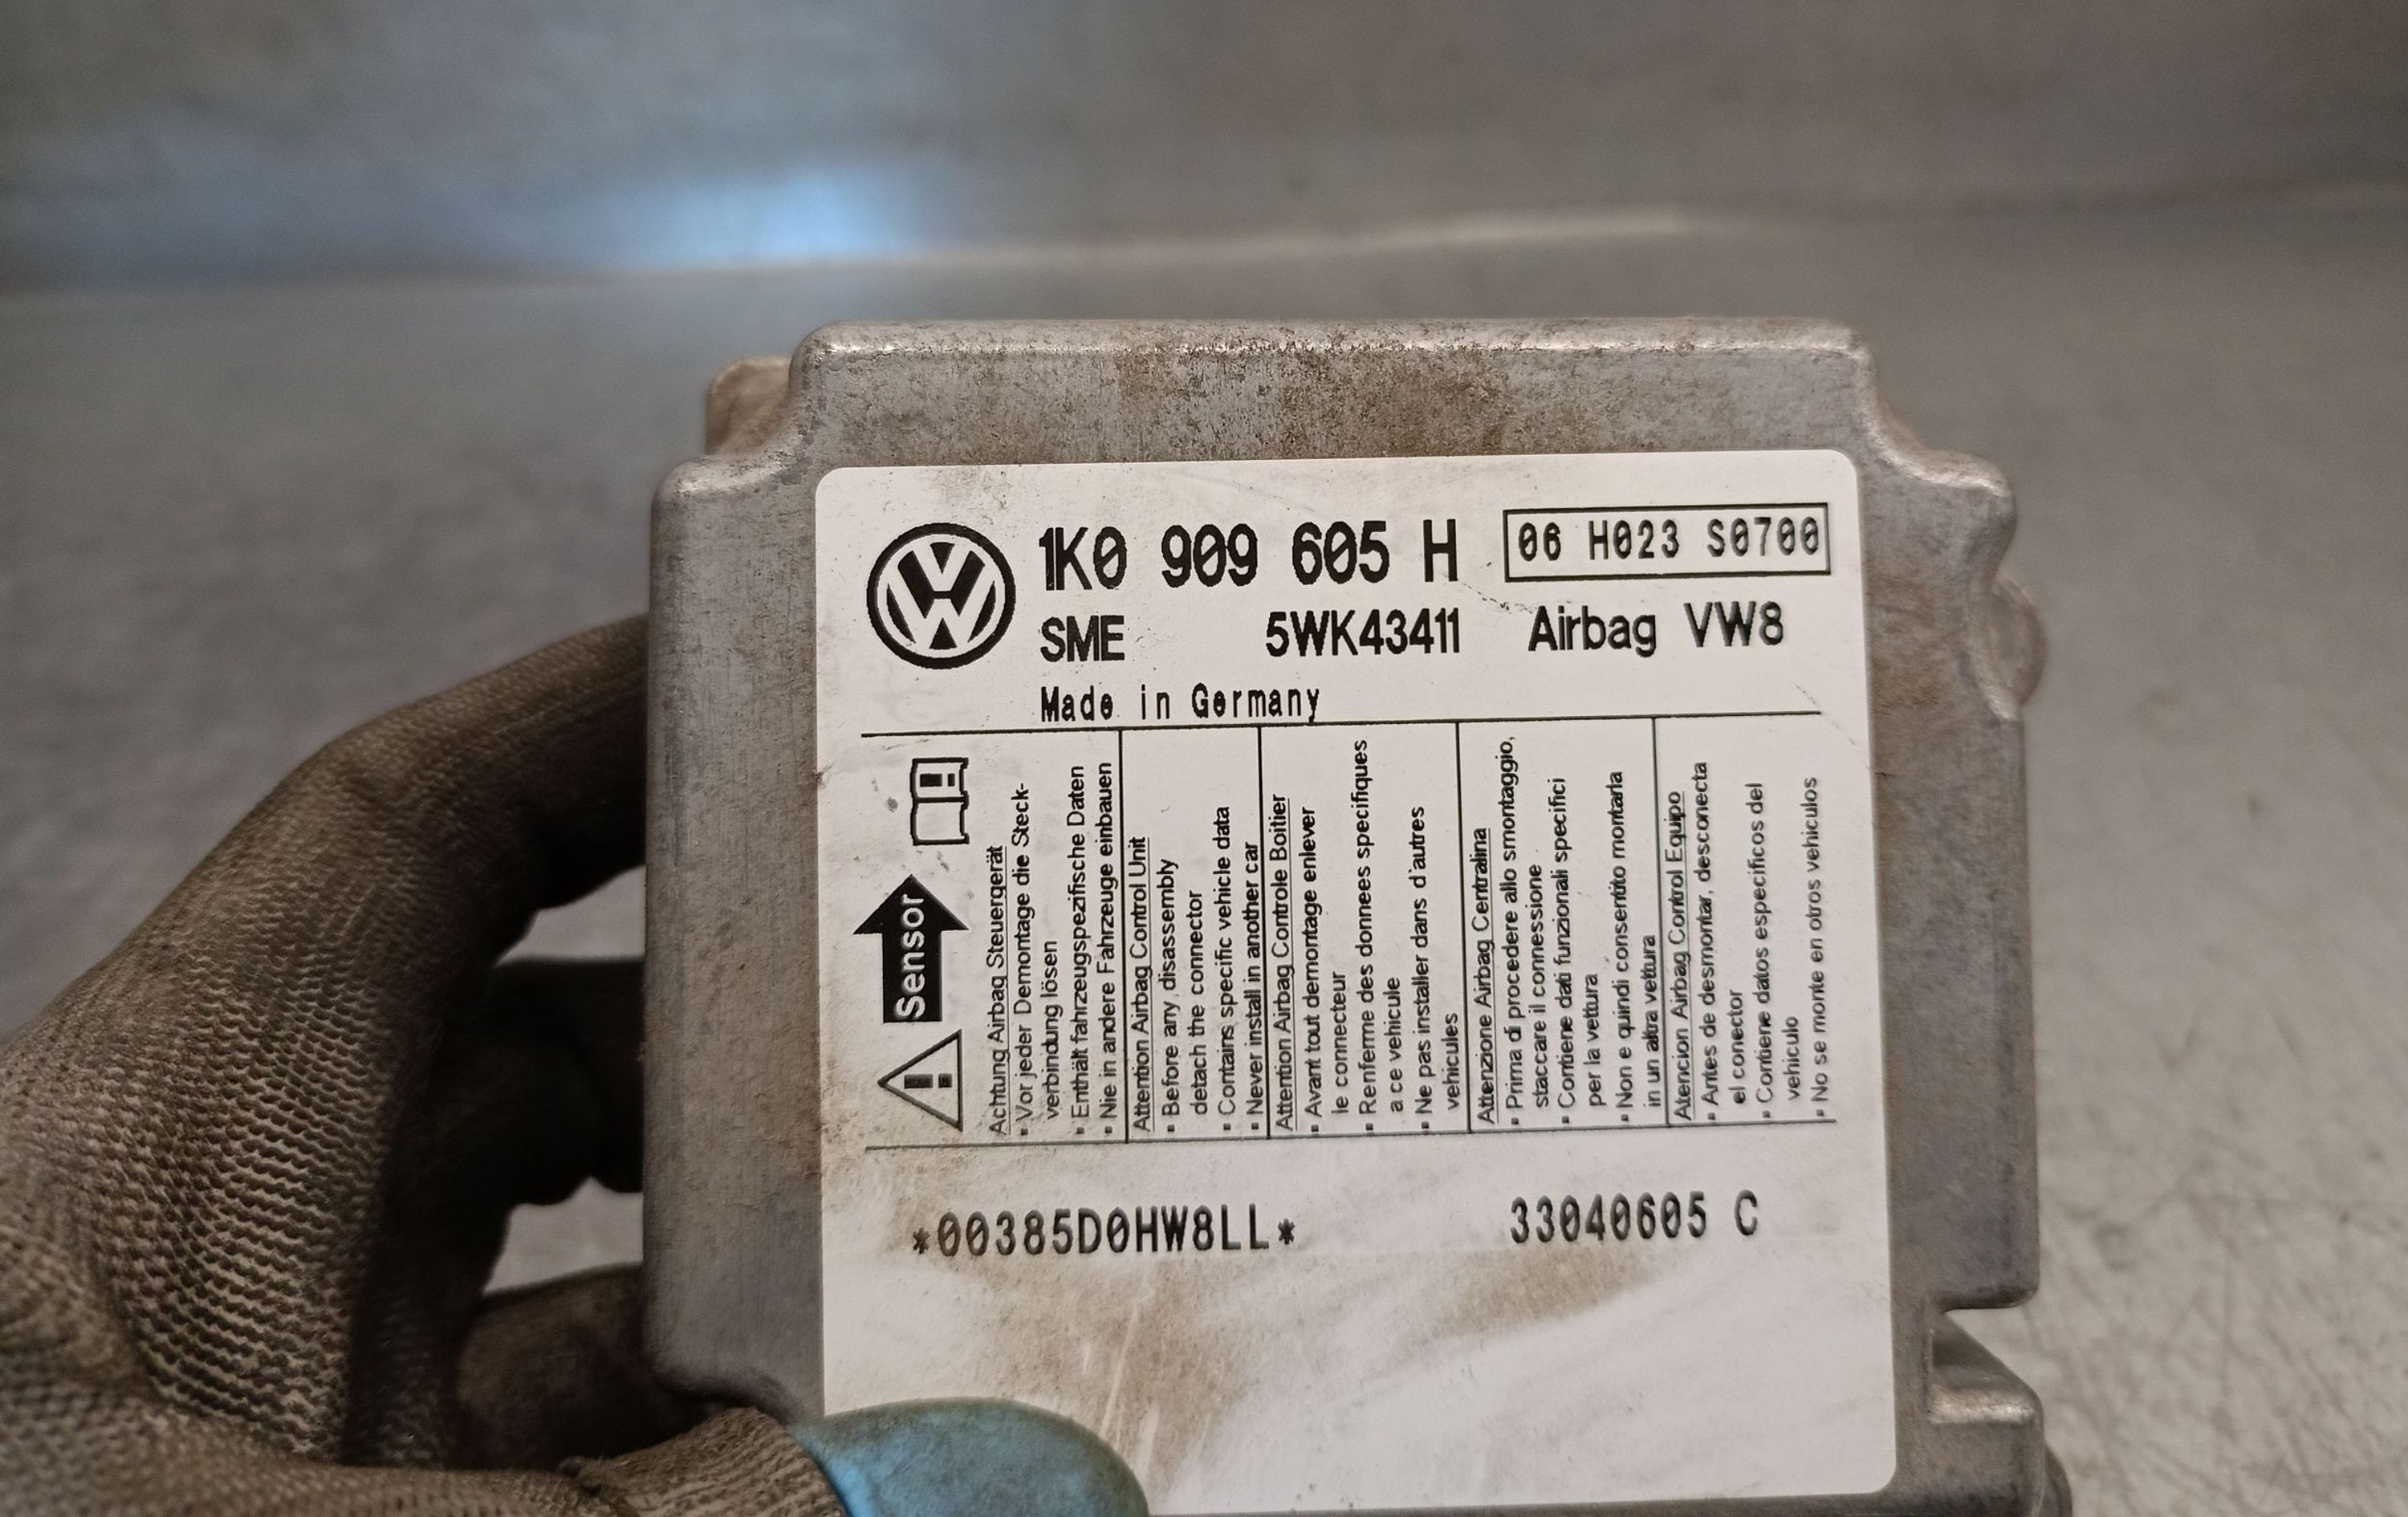 1K0 909 605 H
06 H023 S0700
SME 5WK43411 Airbag VW8
Made in Germany
Sensor
Achtung Airbag Steuergerät
▪ Vor jeder Demontage die Steck-
verbindung lösen
▪ Enthält fahrzeugspezifische Daten
▪ Nie in andere Fahrzeuge einbauen
Attention Airbag Control Unit
▪ Before any disassembly
detach the connector
▪ Contains specific vehicle data
▪ Never install in another car
Attention Airbag Controle Boitier
▪ Avant tout demontage enlever
le connecteur
▪ Renferme des donnees specifiques
a ce vehicule
▪ Ne pas installer dans d'autres
vehicules
Attenzione Airbag Centralina
▪ Prima di procedere allo smontaggio,
staccare il connessione
▪ Contiene dati funzionali specifici
per la vettura
▪ Non e quindi consentito montarla
in un altra vettura
Atencion Airbag Control Equipo
▪ Antes de desmontar, desconecta
el conector
▪ Contiene datos especificos del
vehiculo
▪ No se monte en otros vehiculos
*00385D0HW8LL*
33040605 C